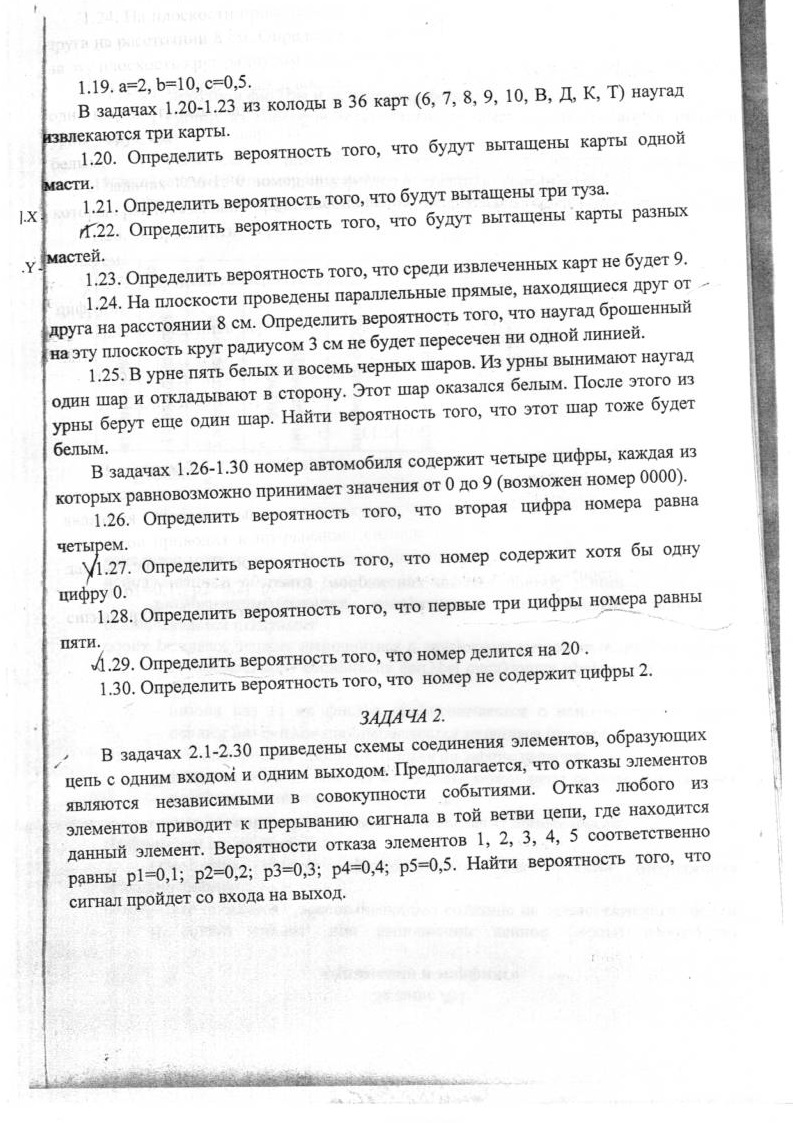 1.19. a=2, b=10, c=0,5.
В задачах 1.20-1.23 из колоды в 36 карт (6, 7, 8, 9, 10, В, Д, К, Т) наугад
извлекаются три карты.
1.20. Определить вероятность того, что будут вытащены карты одной
масти.
1.21. Определить вероятность того, что будут вытащены три туза.
1.22. Определить вероятность того, что будут вытащены карты разных
мастей.
1.23. Определить вероятность того, что среди извлеченных карт не будет 9.
1.24. На плоскости проведены параллельные прямые, находящиеся друг от
друга на расстоянии 8 см. Определить вероятность того, что наугад брошенный
на эту плоскость круг радиусом 3 см не будет пересечен ни одной линией.
1.25. В урне пять белых и восемь черных шаров. Из урны вынимают наугад
один шар и откладывают в сторону. Этот шар оказался белым. После этого из
урны берут еще один шар. Найти вероятность того, что этот шар тоже будет
белым.
В задачах 1.26-1.30 номер автомобиля содержит четыре цифры, каждая из
которых равновозможно принимает значения от 0 до 9 (возможен номер 0000).
1.26. Определить вероятность того, что вторая цифра номера равна
четырем.
1.27. Определить вероятность того, что номер содержит хотя бы одну
цифру 0.
1.28. Определить вероятность того, что первые три цифры номера равны
пяти.
1.29. Определить вероятность того, что номер делится на 20 .
1.30. Определить вероятность того, что номер не содержит цифры 2.
ЗАДАЧА 2.
В задачах 2.1-2.30 приведены схемы соединения элементов, образующих
цепь с одним входом и одним выходом. Предполагается, что отказы элементов
являются независимыми в совокупности событиями. Отказ любого из
элементов приводит к прерыванию сигнала в той ветви цепи, где находится
данный элемент. Вероятности отказа элементов 1, 2, 3, 4, 5 соответственно
равны p1=0,1; p2=0,2; p3=0,3; p4=0,4; p5=0,5. Найти вероятность того, что
сигнал пройдет со входа на выход.